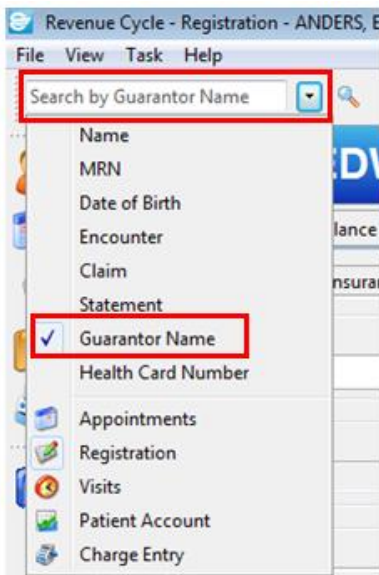 Revenue Cycle - Registration - ANDERS, E
File View Task Help
Search by Guarantor Name
Name
MRN
Date of Birth
Encounter
Claim
Statement
Guarantor Name
Health Card Number
Appointments
Registration
Visits
Patient Account
Charge Entry